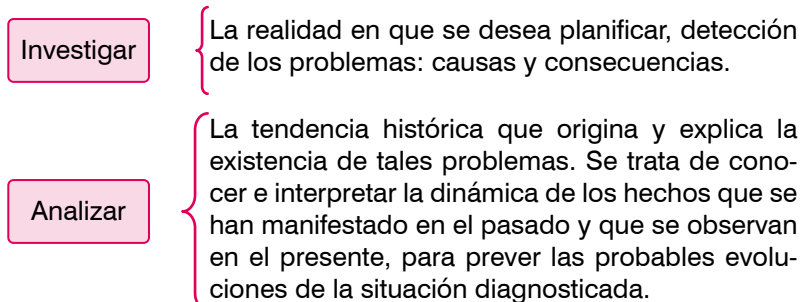 Investigar
La realidad en que se desea planificar, detección
de los problemas: causas y consecuencias.
Analizar
La tendencia histórica que origina y explica la
existencia de tales problemas. Se trata de cono-
cer e interpretar la dinámica de los hechos que se
han manifestado en el pasado y que se observan
en el presente, para prever las probables evolu-
ciones de la situación diagnosticada.